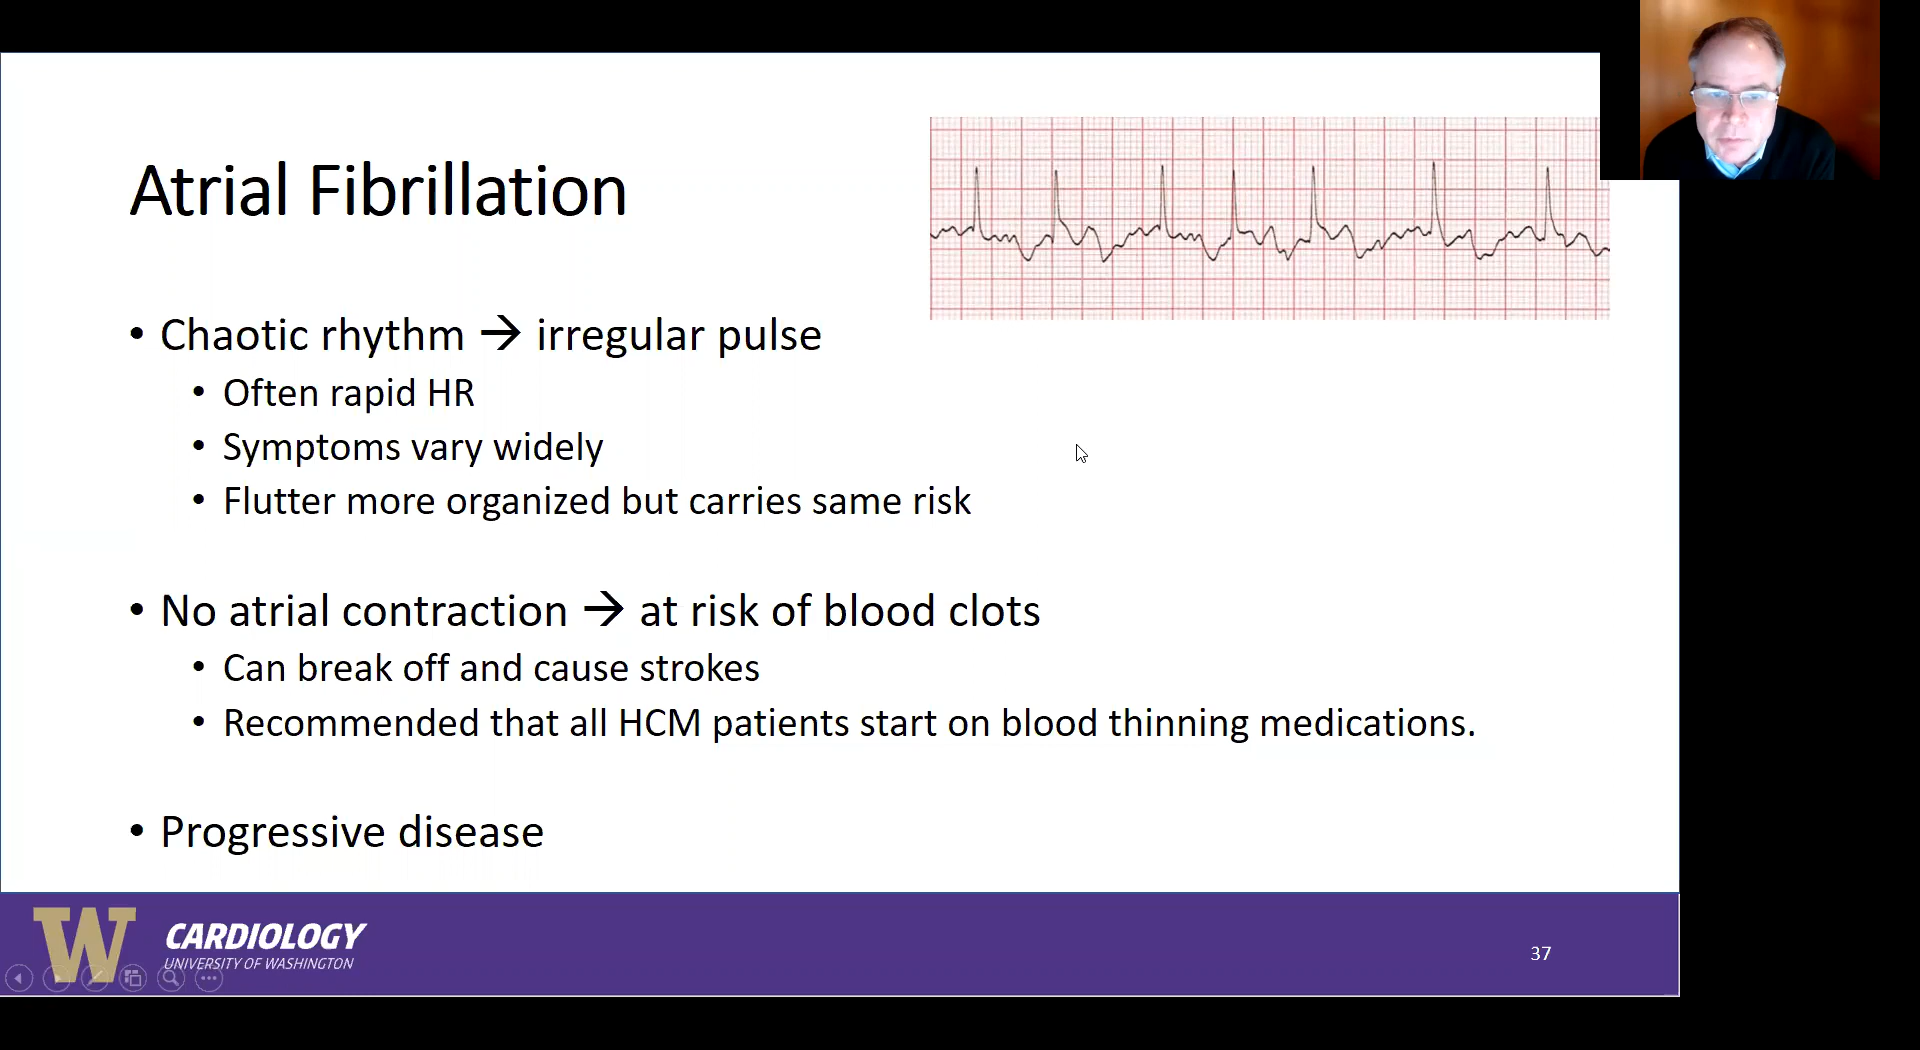 Atrial Fibrillation
• Chaotic rhythm → irregular pulse
• Often rapid HR
• Symptoms vary widely
• Flutter more organized but carries same risk
• No atrial contraction → at risk of blood clots
• Can break off and cause strokes
• Recommended that all HCM patients start on blood thinning medications.
• Progressive disease
W
CARDIOLOGY
UNIVERSITY OF WASHINGTON
37